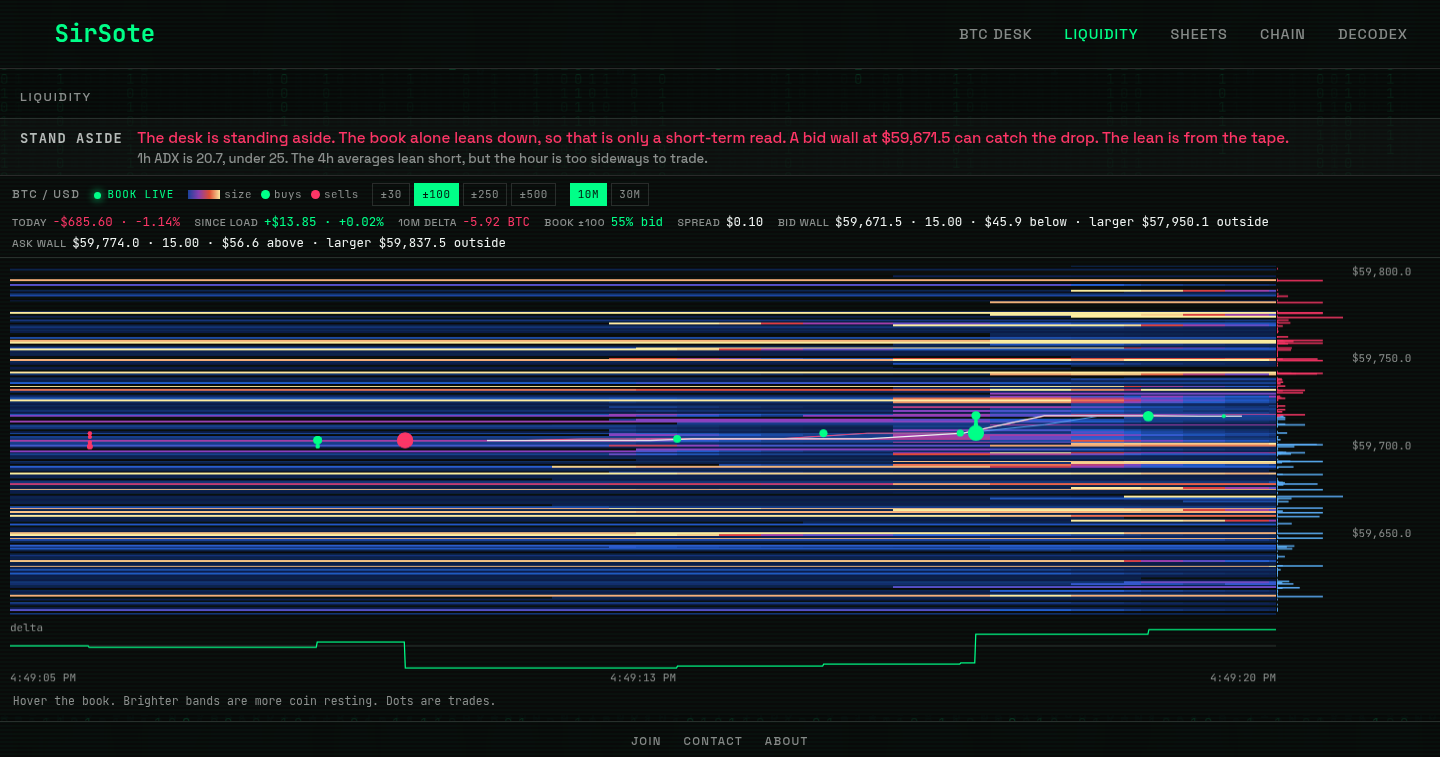 SirSote
BTC DESK LIQUIDITY SHEETS CHAIN DECODEX
LIQUIDITY
STAND ASIDE The desk is standing aside. The book alone leans down, so that is only a short-term read. A bid wall at $59,671.5 can catch the drop. The lean is from the tape.
1h ADX is 20.7, under 25. The 4h averages lean short, but the hour is too sideways to trade.
BTC / USD BOOK LIVE size buys sells ±30 ±100 ±250 ±500 10M 30M
TODAY -$685.60 · -1.14% SINCE LOAD +$13.85 · +0.02% 10M DELTA -5.92 BTC BOOK ±100 55% bid SPREAD $0.10 BID WALL $59,671.5 · 15.00 · $45.9 below · larger $57,950.1 outside
ASK WALL $59,774.0 · 15.00 · $56.6 above · larger $59,837.5 outside
$59,800.0
$59,750.0
$59,700.0
$59,650.0
delta
4:49:05 PM 4:49:13 PM 4:49:20 PM
Hover the book. Brighter bands are more coin resting. Dots are trades.
JOIN CONTACT ABOUT